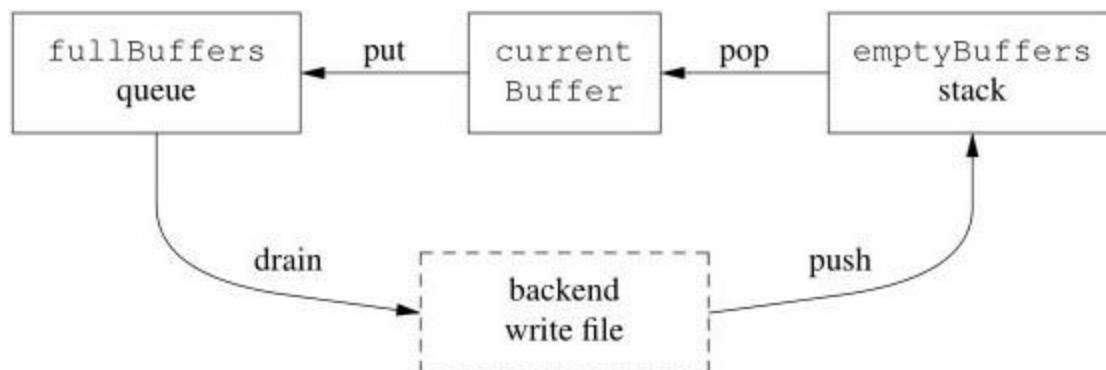 fullBuffers
queue
put
current
Buffer
pop
emptyBuffers
stack
drain
backend
write file
push